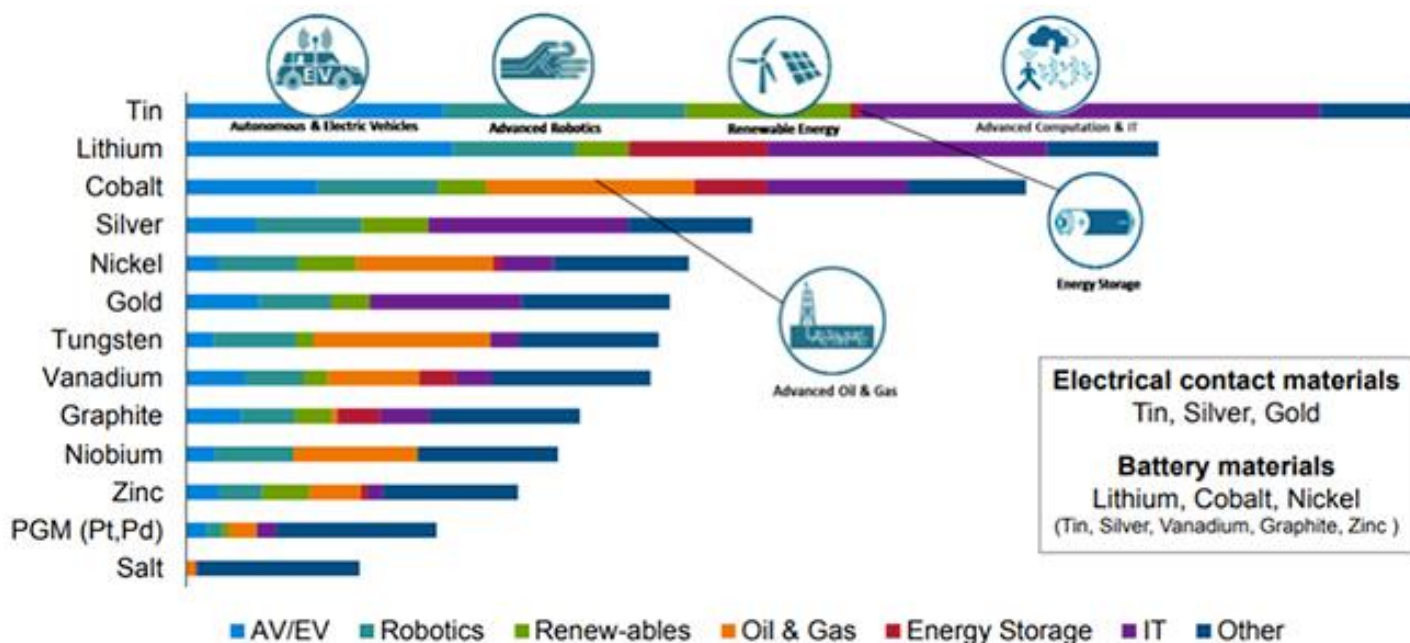 EV
Tin
Autonomous & Electric Vehicles
Advanced Robotics
Renewable Energy
Advanced Computation & IT
Lithium
Cobalt
Silver
Nickel
Energy Storage
Gold
Tungsten
Vanadium
Advanced Oil & Gas
Graphite
Niobium
Zinc
PGM (Pt,Pd)
Salt
Electrical contact materials
Tin, Silver, Gold
Battery materials
Lithium, Cobalt, Nickel
(Tin, Silver, Vanadium, Graphite, Zinc )
AV/EV Robotics Renew-ables Oil & Gas Energy Storage IT Other